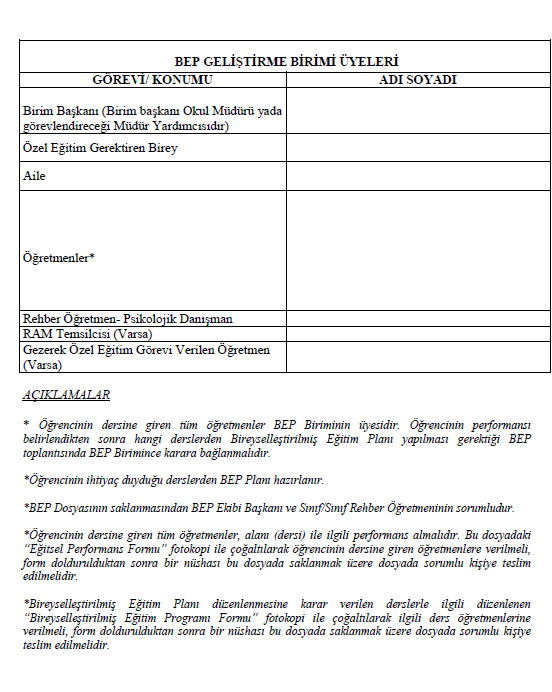 BEP GELİŞTİRME BİRİMİ ÜYELERİ
GÖREVİ/ KONUMU ADI SOYADI
Birim Başkanı (Birim başkanı Okul Müdürü yada
görevlendireceği Müdür Yardımcısıdır)
Özel Eğitim Gerektiren Birey
Aile
Öğretmenler*
Rehber Öğretmen- Psikolojik Danışman
RAM Temsilcisi (Varsa)
Gezerek Özel Eğitim Görevi Verilen Öğretmen
(Varsa)
AÇIKLAMALAR
* Öğrencinin dersine giren tüm öğretmenler BEP Biriminin üyesidir. Öğrencinin performansı
belirlendikten sonra hangi derslerden Bireyselleştirilmiş Eğitim Planı yapılması gerektiği BEP
toplantısında BEP Birimince karara bağlanmalıdır.
*Öğrencinin ihtiyaç duyduğu derslerden BEP Planı hazırlanır.
*BEP Dosyasının saklanmasından BEP Ekibi Başkanı ve Sınıf/Sınıf Rehber Öğretmeninin sorumludur.
*Öğrencinin dersine giren tüm öğretmenler, alanı (dersi) ile ilgili performans almalıdır. Bu dosyadaki
“Eğitsel Performans Formu” fotokopi ile çoğaltılarak öğrencinin dersine giren öğretmenlere verilmeli,
form doldurulduktan sonra bir nüshası bu dosyada saklanmak üzere dosyada sorumlu kişiye teslim
edilmelidir.
*Bireyselleştirilmiş Eğitim Planı düzenlenmesine karar verilen derslerle ilgili düzenlenen
“Bireyselleştirilmiş Eğitim Programı Formu” fotokopi ile çoğaltılarak ilgili ders öğretmenlerine
verilmeli, form doldurulduktan sonra bir nüshası bu dosyada saklanmak üzere dosyada sorumlu kişiye
teslim edilmelidir.